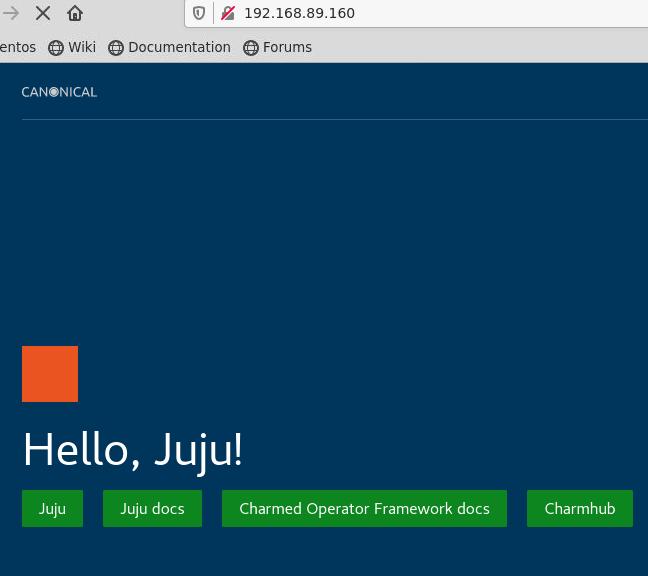 192.168.89.160
entos Wiki Documentation Forums
CANONICAL
Hello, Juju!
Juju Juju docs Charmed Operator Framework docs Charmhub